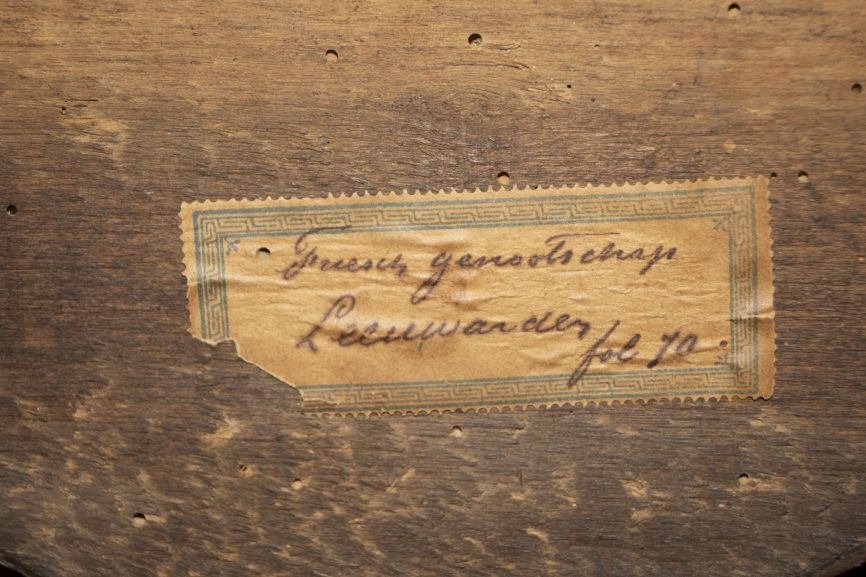 Friesch genootschap
Leeuwarden
fol 70